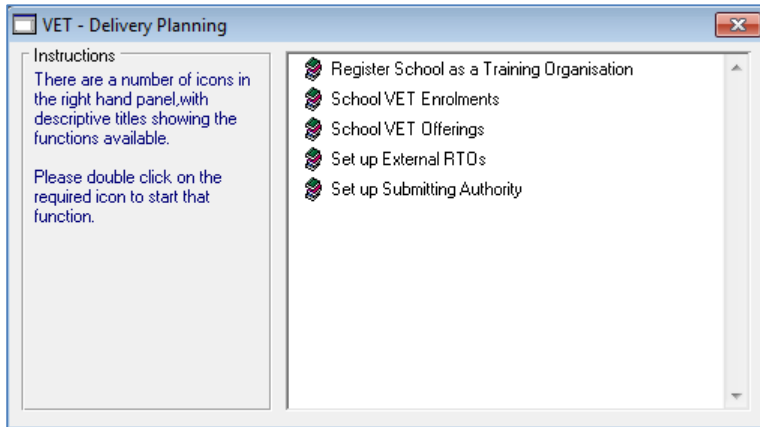 VET - Delivery Planning
Instructions
There are a number of icons in
the right hand panel,with
descriptive titles showing the
functions available.
Please double click on the
required icon to start that
function.
Register School as a Training Organisation
School VET Enrolments
School VET Offerings
Set up External RTOs
Set up Submitting Authority